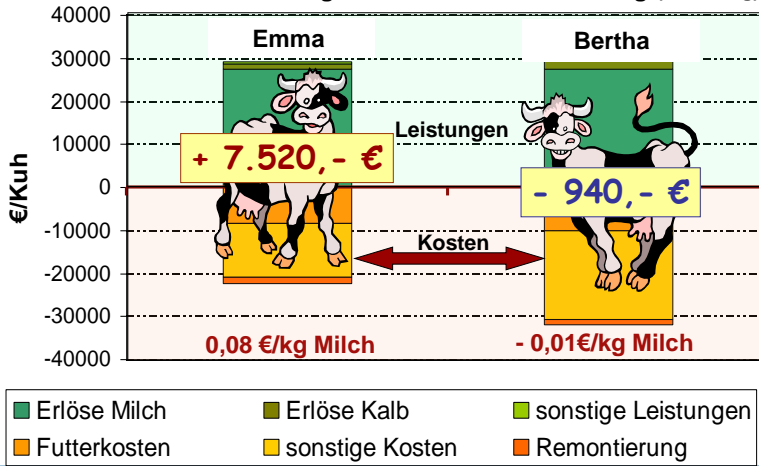 40000
Emma
Bertha
30000
20000
Leistungen
10000
+ 7.520,- €
0
€/Kuh
- 940,- €
-10000
Kosten
-20000
-30000
0,08 €/kg Milch
- 0,01€/kg Milch
-40000
Erlöse Milch
Erlöse Kalb
sonstige Leistungen
Futterkosten
sonstige Kosten
Remontierung